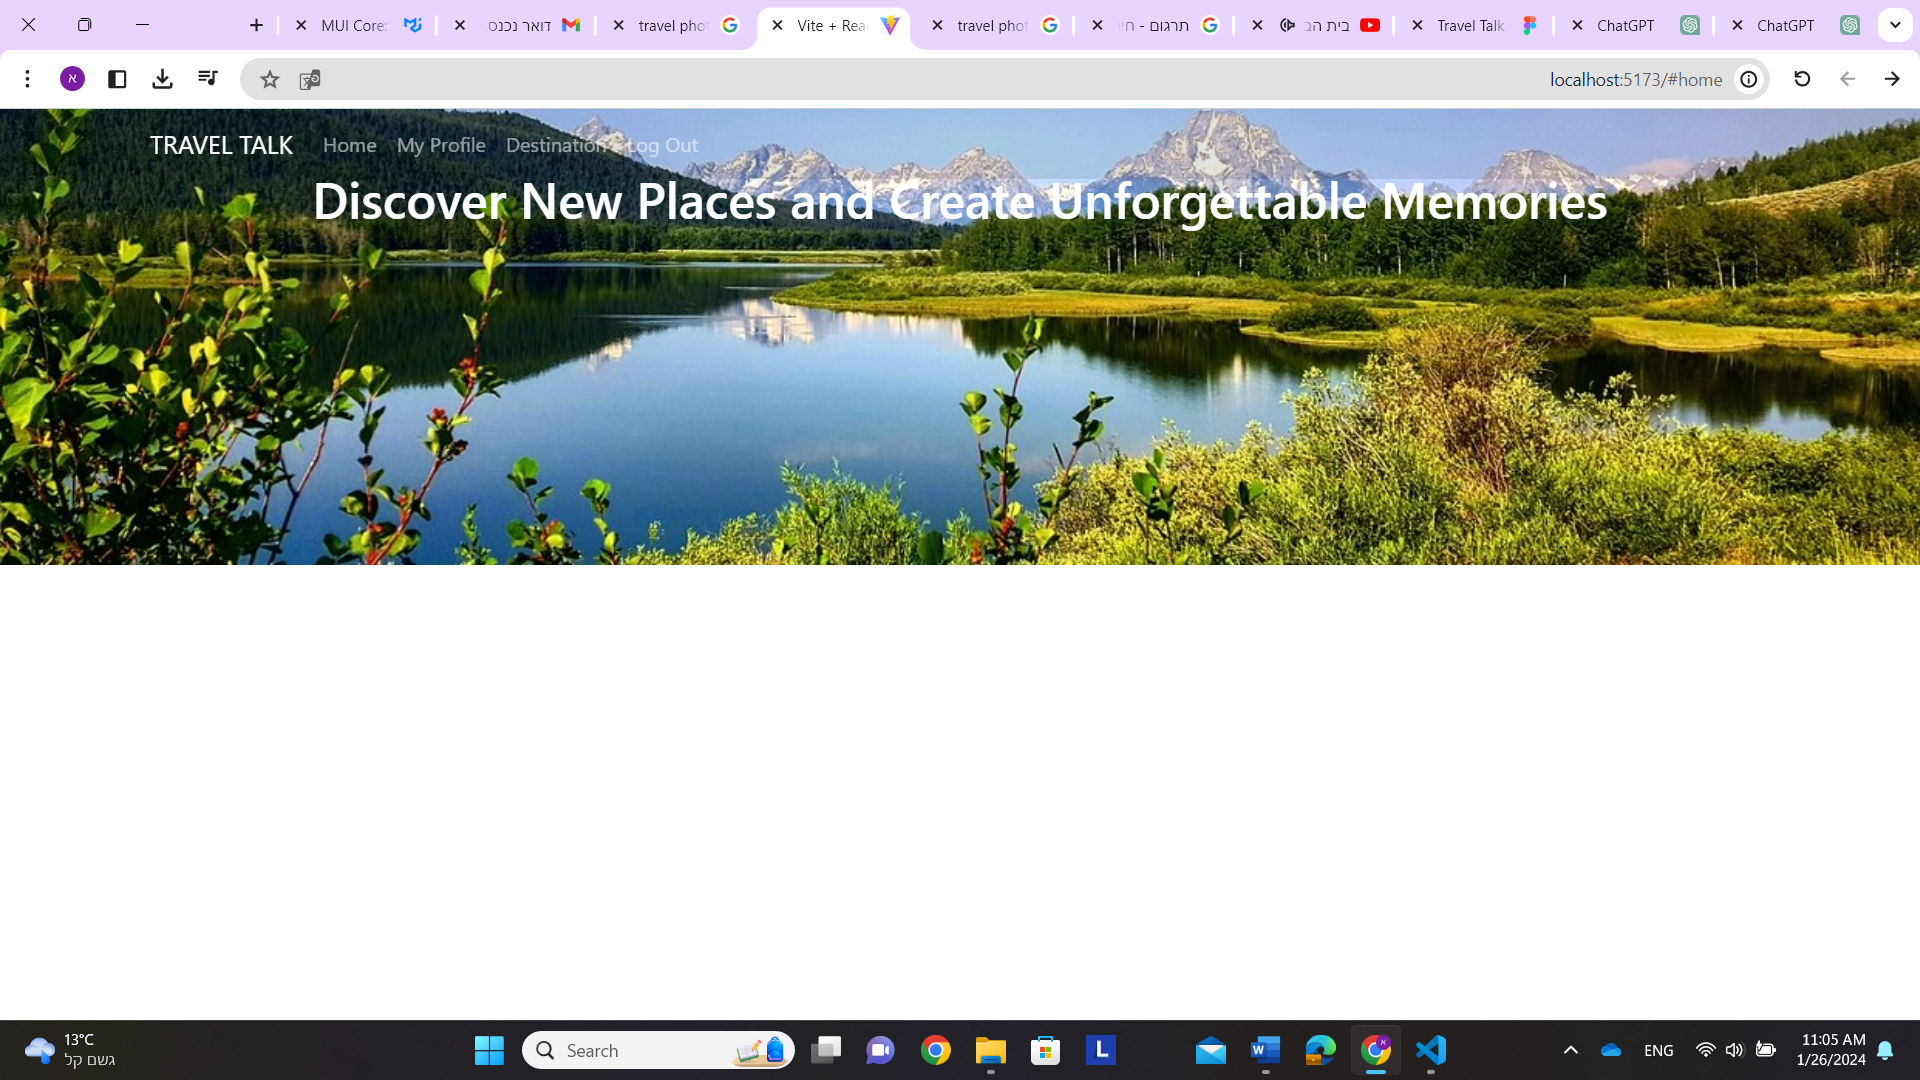 MUI Core:
דואר נכנס
travel phot
Vite + Reac
travel phot
תרגום - חי
בית הב
Travel Talk
ChatGPT
ChatGPT
א
localhost:5173/#home
TRAVEL TALK Home My Profile Destination Log Out
Discover New Places and Create Unforgettable Memories
13°C
גשם קל
Search
L
W
ENG
11:05 AM
1/26/2024